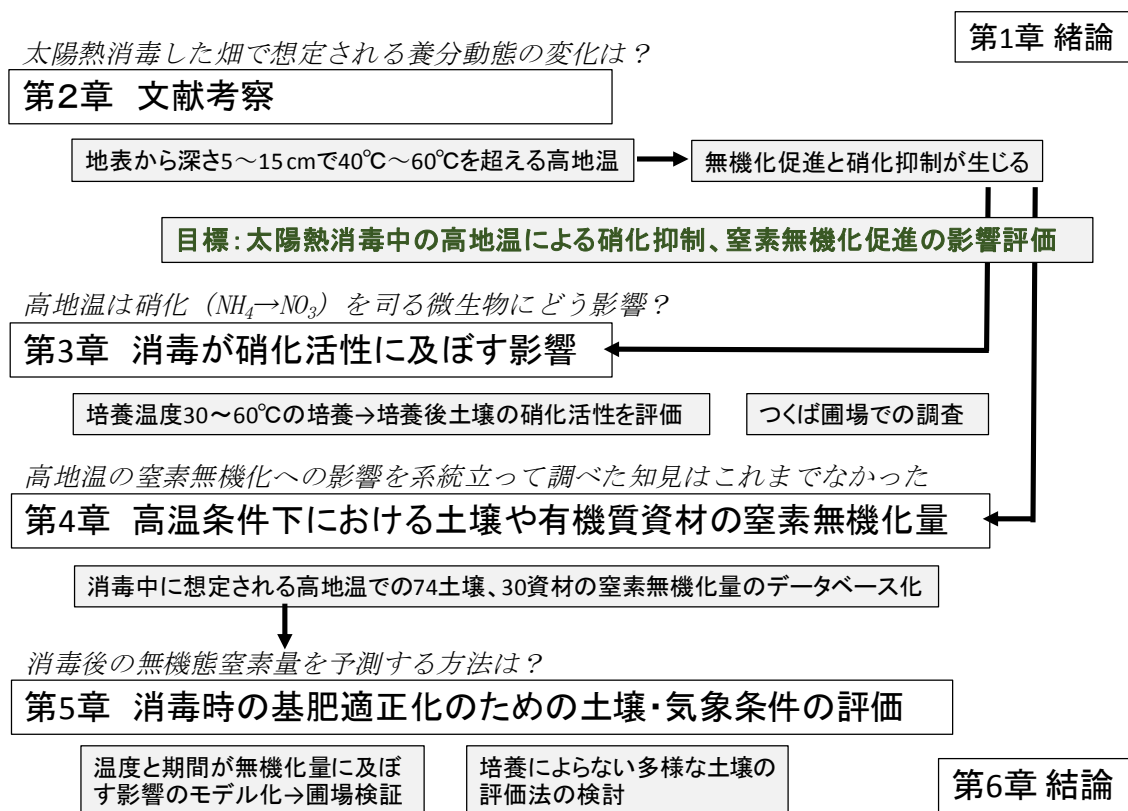 第1章 緒論
太陽熱消毒した畑で想定される養分動態の変化は？
第2章　文献考察
地表から深さ5～15cmで40℃～60℃を超える高地温
無機化促進と硝化抑制が生じる
目標：太陽熱消毒中の高地温による硝化抑制、窒素無機化促進の影響評価
高地温は硝化（NH₄→NO₃）を司る微生物にどう影響？
第3章　消毒が硝化活性に及ぼす影響
培養温度30～60℃の培養→培養後土壌の硝化活性を評価
つくば圃場での調査
高地温の窒素無機化への影響を系統立って調べた知見はこれまでなかった
第4章　高温条件下における土壌や有機質資材の窒素無機化量
消毒中に想定される高地温での74土壌、30資材の窒素無機化量のデータベース化
消毒後の無機態窒素量を予測する方法は？
第5章　消毒時の基肥適正化のための土壌・気象条件の評価
温度と期間が無機化量に及ぼ
す影響のモデル化→圃場検証
培養によらない多様な土壌の
評価法の検討
第6章 結論